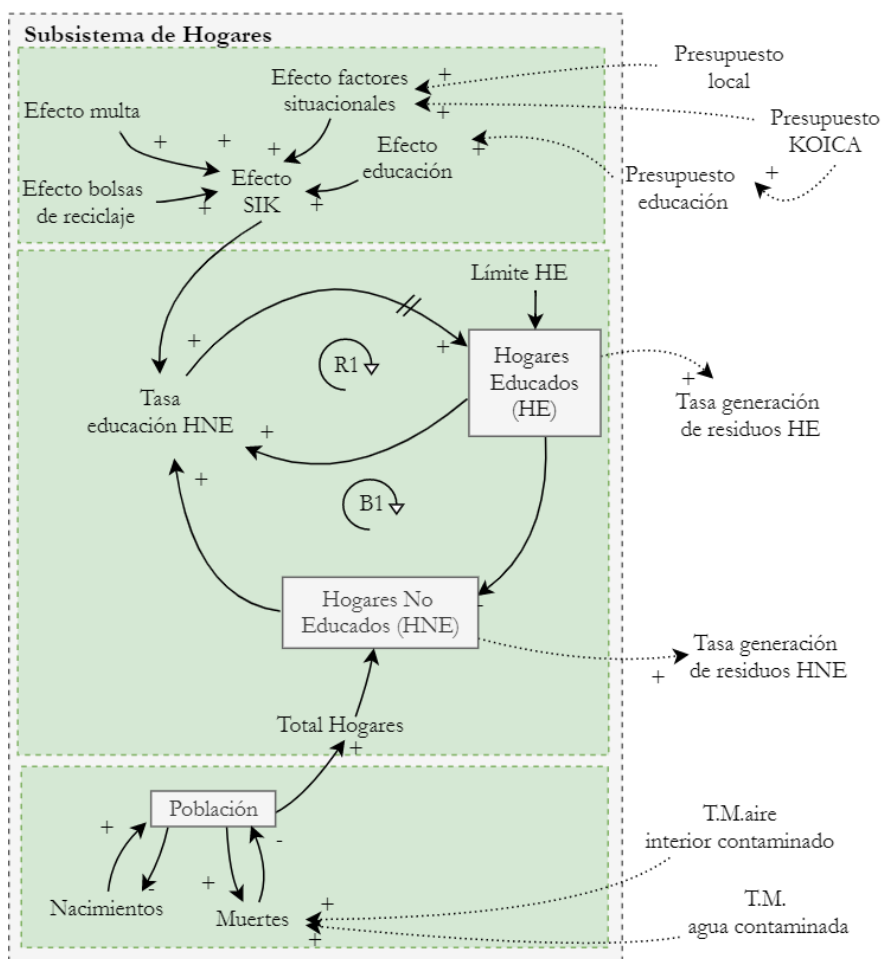 Subsistema de Hogares
Efecto factores
situacionales
Presupuesto
local
Efecto multa
Presupuesto
KOICA
Efecto
educación
Efecto
SIK
Efecto bolsas
de reciclaje
Presupuesto
educación
Límite HE
Hogares
Educados
(HE)
R1
Tasa
educación HNE
Tasa generación
de residuos HE
B1
Hogares No
Educados (HNE)
Tasa generación
de residuos HNE
Total Hogares
Población
T.M.aire
interior contaminado
Nacimientos
Muertes
T.M.
agua contaminada